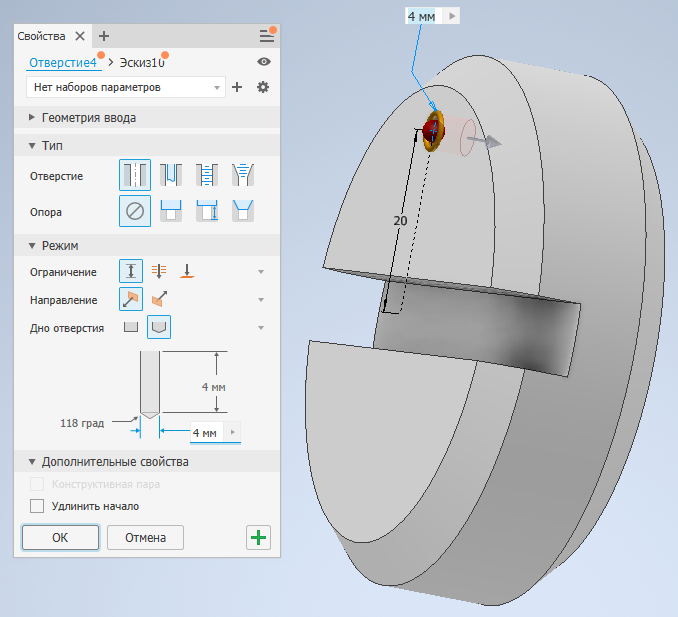 4 мм
Свойства
Отверстие4 > Эскиз10
Нет наборов параметров
Геометрия ввода
Тип
Отверстие
Опора
Режим
Ограничение
Направление
Дно отверстия
4 мм
118 град
4 мм
Дополнительные свойства
Конструктивная пара
Удлинить начало
OK
Отмена
20